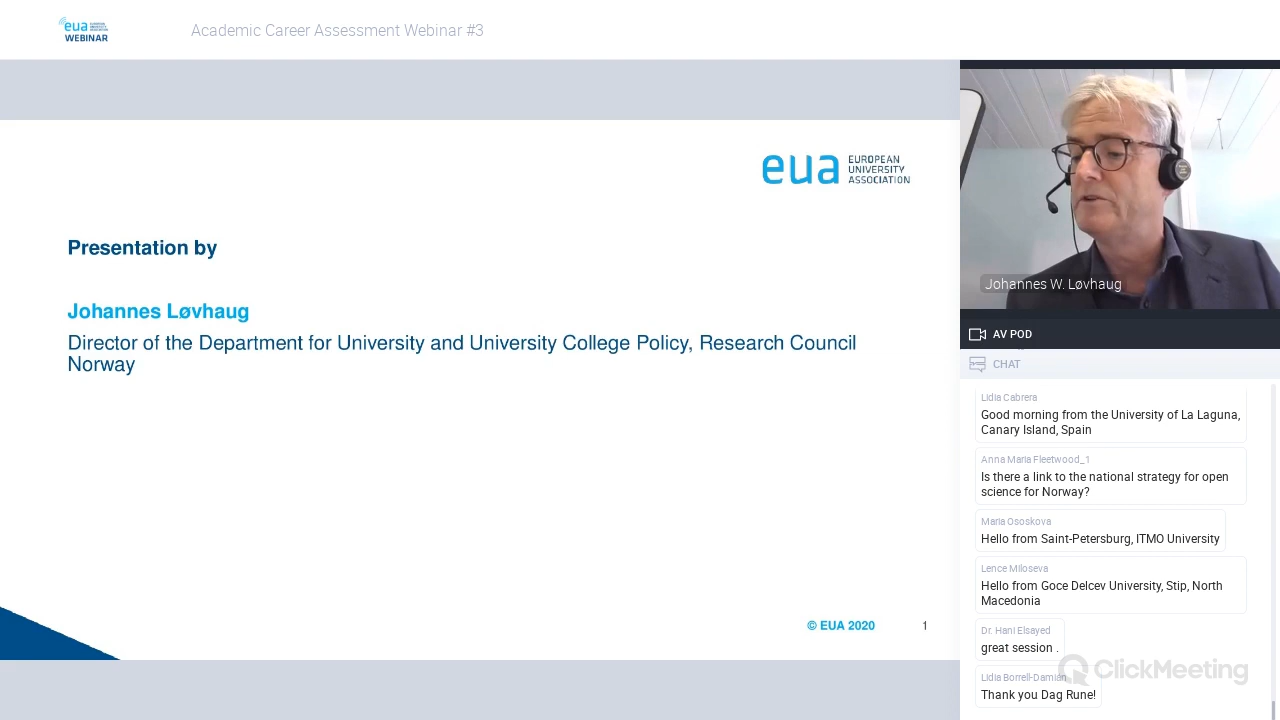 eua EUROPEAN UNIVERSITY ASSOCIATION
WEBINAR
Academic Career Assessment Webinar #3
eua EUROPEAN
UNIVERSITY
ASSOCIATION
Presentation by
Johannes Løvhaug
Director of the Department for University and University College Policy, Research Council
Norway
© EUA 2020
1
Johannes W. Løvhaug
AV POD
CHAT
Lidia Cabrera
Good morning from the University of La Laguna,
Canary Island, Spain
Anna Maria Fleetwood_1
Is there a link to the national strategy for open
science for Norway?
Maria Ososkova
Hello from Saint-Petersburg, ITMO University
Lence Miloseva
Hello from Goce Delcev University, Stip, North
Macedonia
Dr. Hani Elsayed
great session .
Lidia Borrell-Damián
Thank you Dag Rune!
ClickMeeting